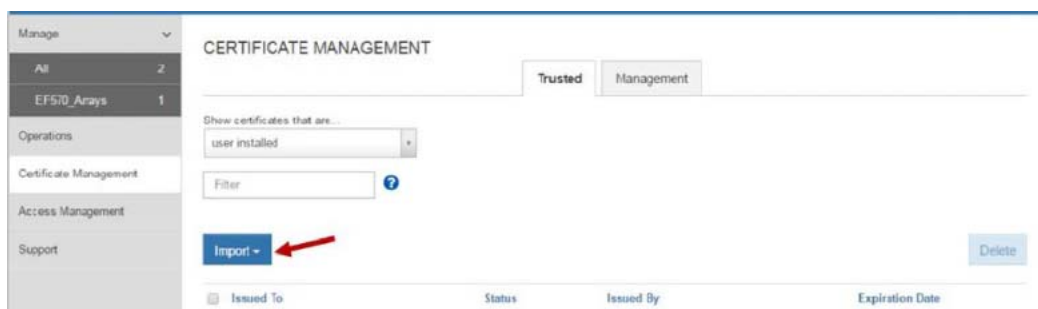 Manage
All 2
EF570_Arrays 1
Operations
Certificate Management
Access Management
Support
CERTIFICATE MANAGEMENT
Trusted Management
Show certificates that are...
user installed
Filter
?
Import
Delete
Issued To Status Issued By Expiration Date